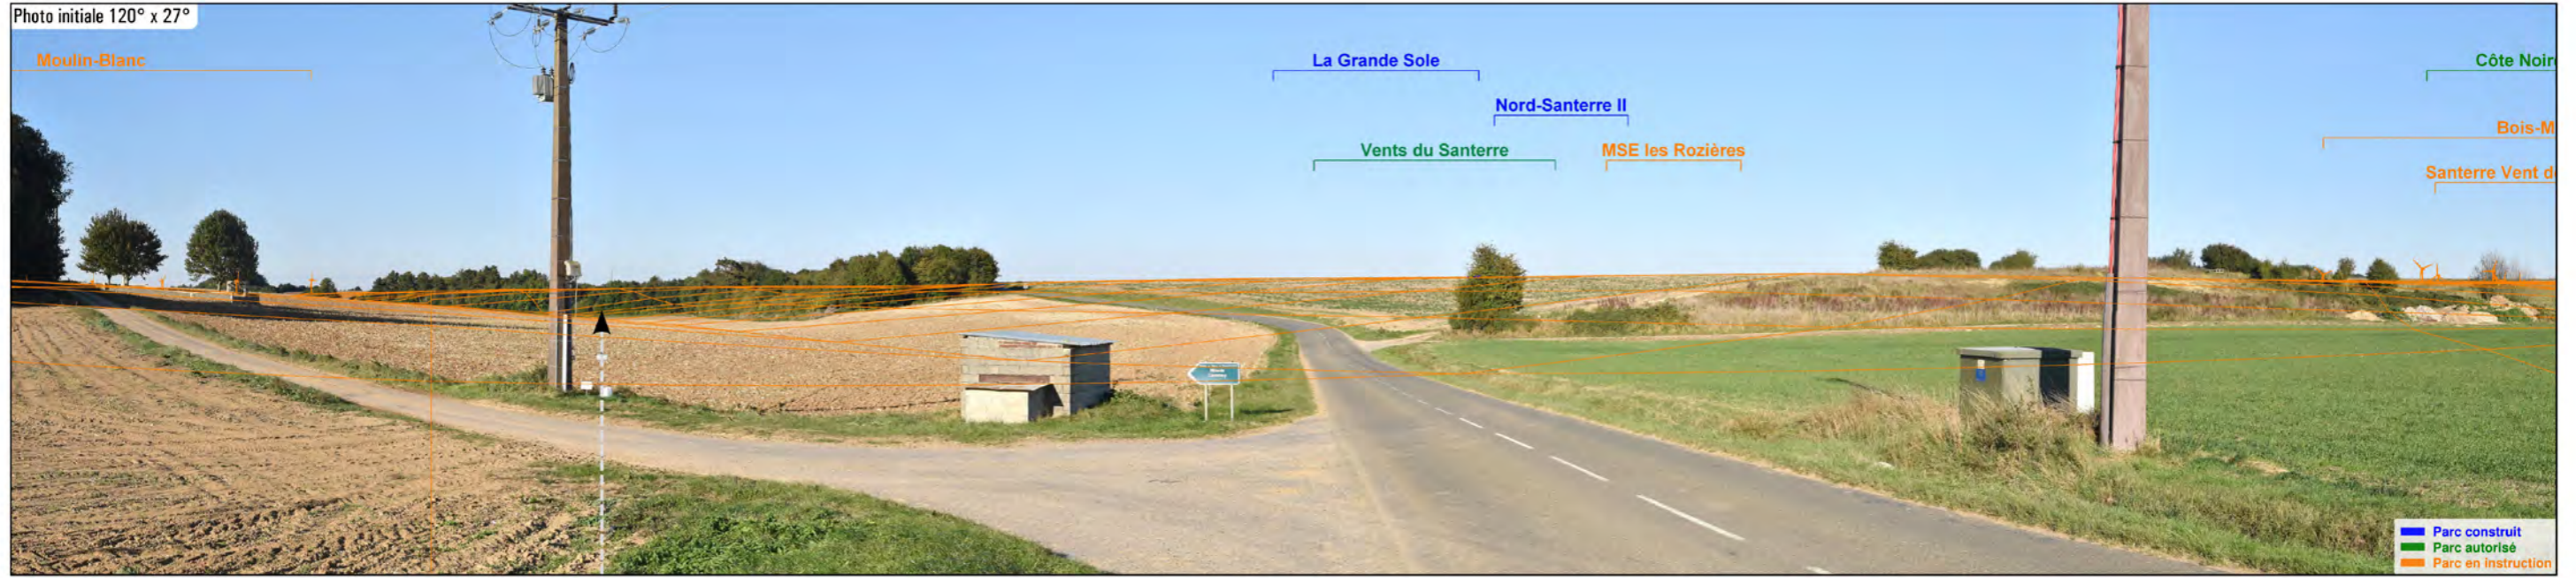 Photo initiale 120° x 27°
Moulin-Blanc
La Grande Sole
Côte Noir
Nord-Santerre II
Bois-M
Vents du Santerre
MSE les Rozières
Santerre Vent d
Parc construit
Parc autorisé
Parc en instruction